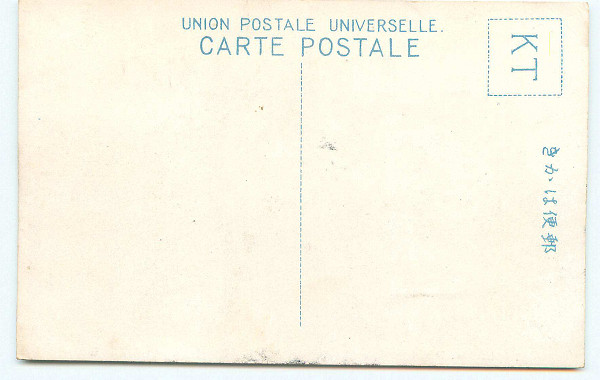 UNION POSTALE UNIVERSELLE.
CARTE POSTALE
KT
郵便はかき